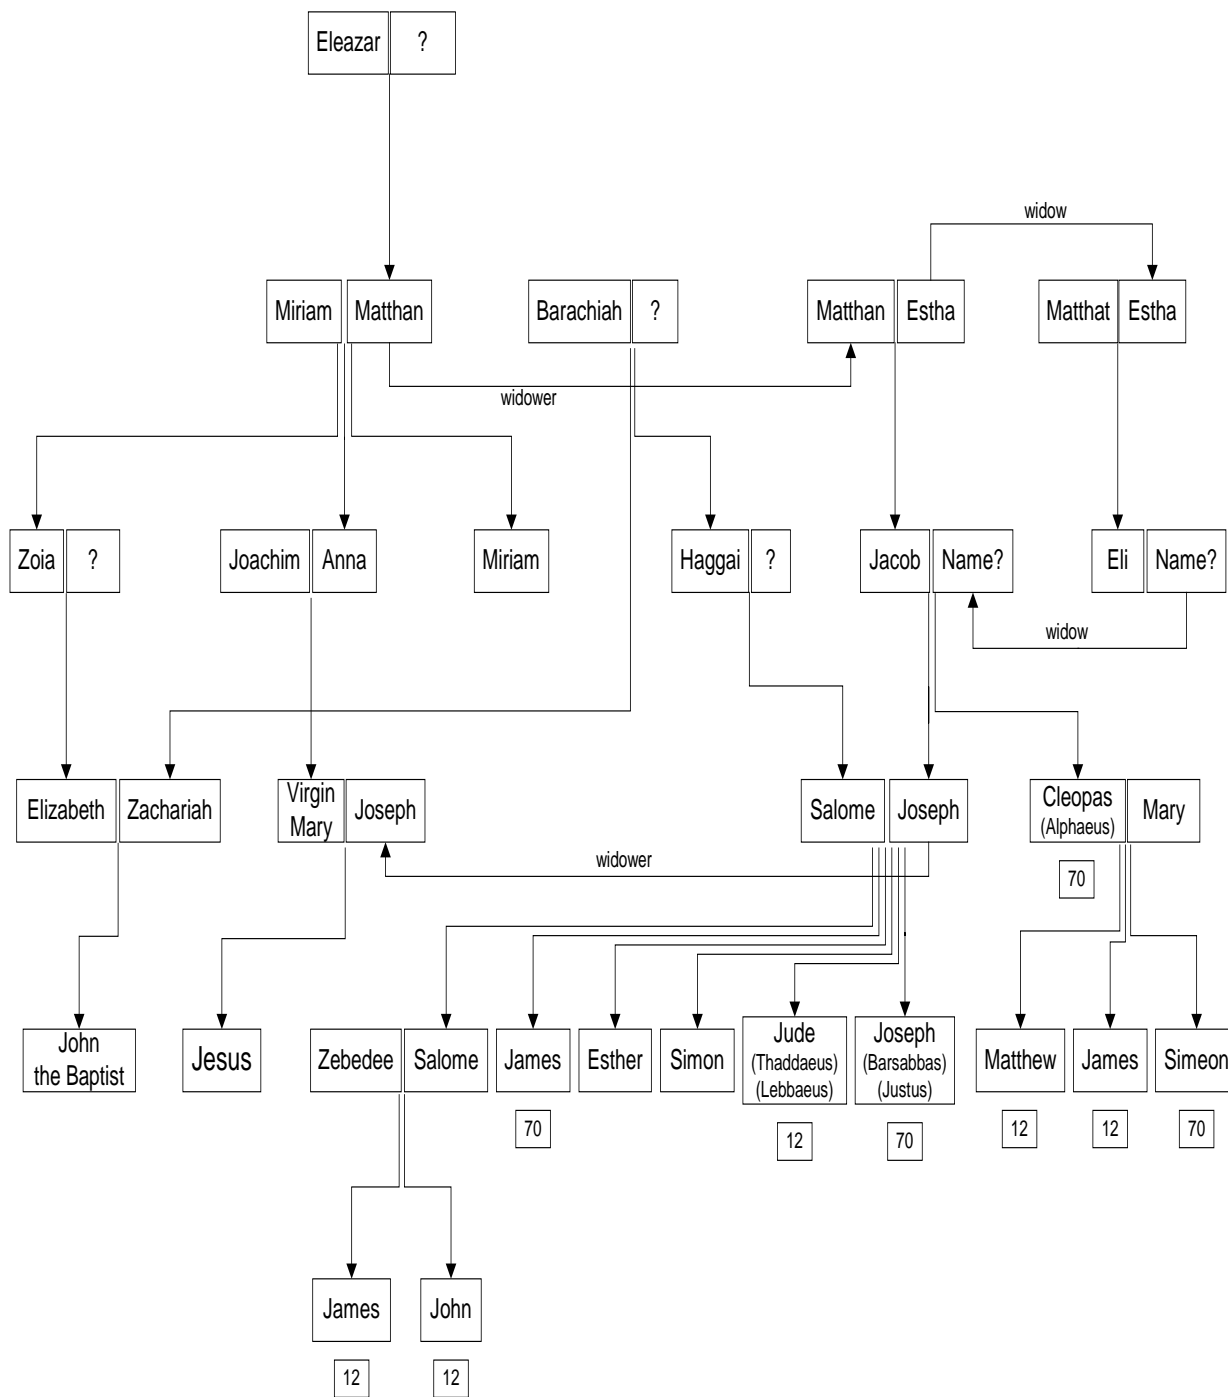 Eleazar
?
widow
Miriam
Matthan
Barachiah
?
Matthan
Estha
Matthat
Estha
widower
Zoia
?
Joachim
Anna
Miriam
Haggai
?
Jacob
Name?
Eli
Name?
widow
Elizabeth
Zachariah
Virgin
Mary
Joseph
Salome
Joseph
Cleopas
(Alphaeus)
Mary
widower
70
John
the Baptist
Jesus
Zebedee
Salome
James
Esther
Simon
Jude
(Thaddaeus)
(Lebbaeus)
Joseph
(Barsabbas)
(Justus)
Matthew
James
Simeon
70
12
70
12
12
70
James
John
12
12